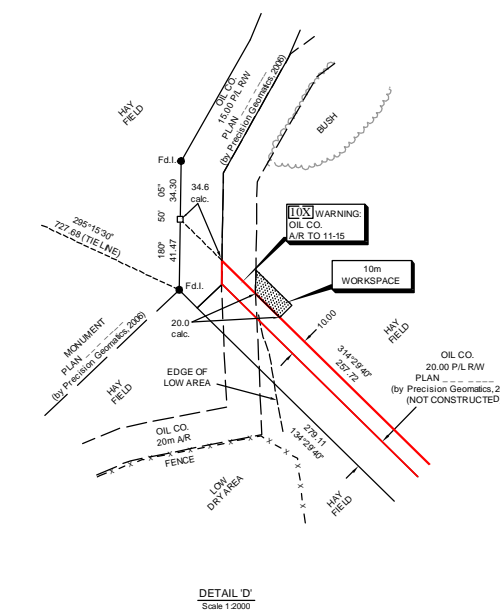 HAY
FIELD
OIL CO.
15.00 P/L R/W
PLAN _ _ _ _ _ _
(by Precision Geomatics, 2006)
BUSH
Fd.I.
180° 50' 05"
34.30
41.47
34.6
calc.
295°15'30"
727.68 (TIE LINE)
10X WARNING:
OIL CO.
A/R TO 11-15
10m
WORKSPACE
Fd.I.
20.0
calc.
10.00
HAY
FIELD
314°29'40"
257.72
MONUMENT
PLAN _ _ _ _ _ _
(by Precision Geomatics, 2006)
HAY
FIELD
EDGE OF
LOW AREA
OIL CO.
20.00 P/L R/W
PLAN _ _ _ _ _ _
(by Precision Geomatics, 2
(NOT CONSTRUCTED
OIL CO.
20m A/R
FENCE
279.11
134°29'40"
LOW
DRY AREA
HAY
FIELD
DETAIL 'D'
Scale 1:2000